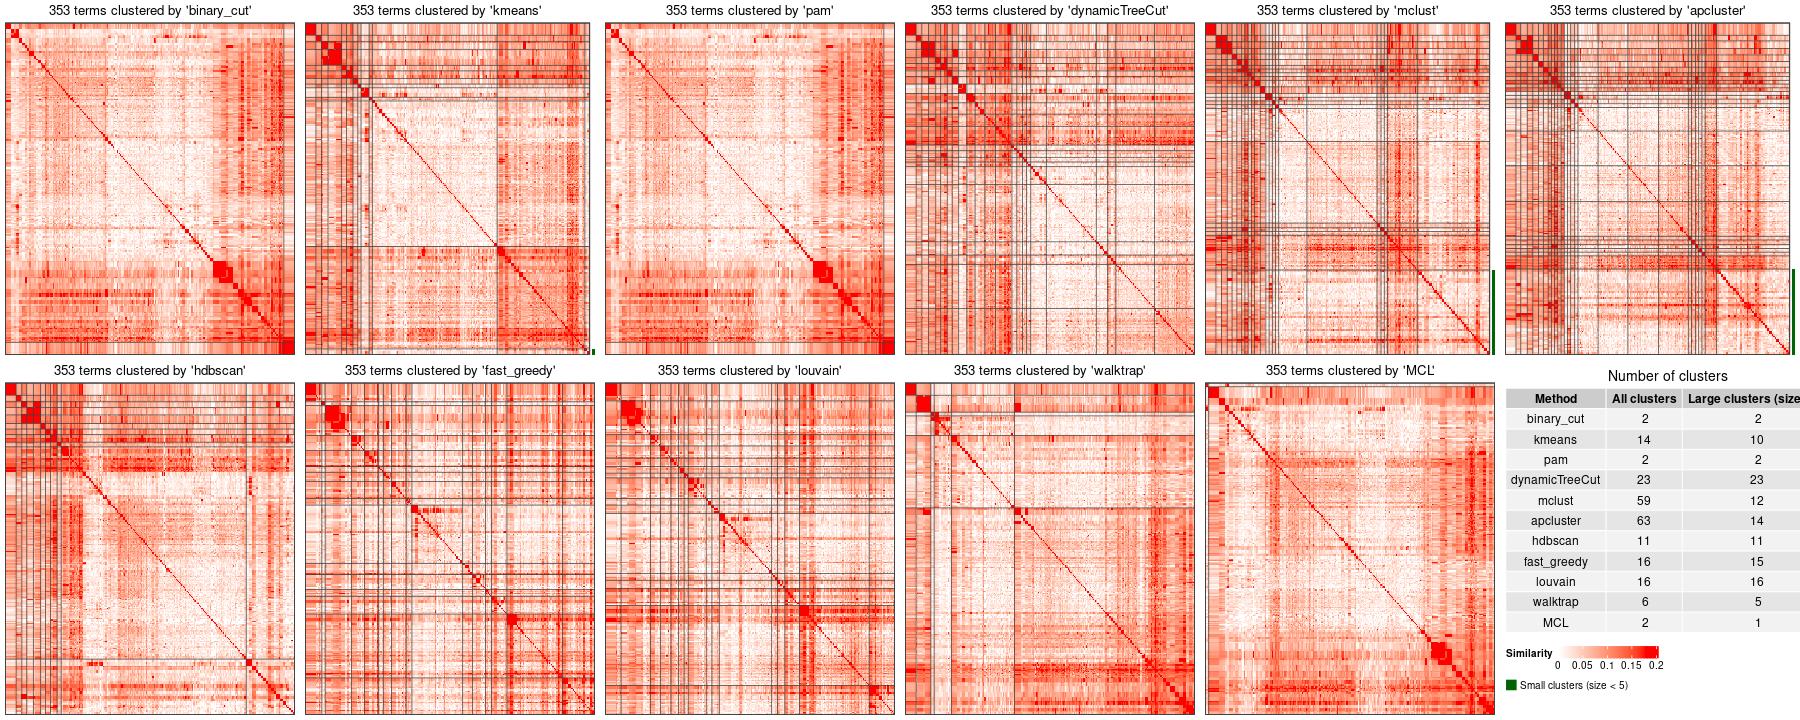 353 terms clustered by 'binary_cut'
353 terms clustered by 'kmeans'
353 terms clustered by 'pam'
353 terms clustered by 'dynamicTreeCut'
353 terms clustered by 'mclust'
353 terms clustered by 'apcluster'
353 terms clustered by 'hdbscan'
353 terms clustered by 'fast_greedy'
353 terms clustered by 'louvain'
353 terms clustered by 'walktrap'
353 terms clustered by 'MCL'
Number of clusters
Method All clusters Large clusters (size
binary_cut 2 2
kmeans 14 10
pam 2 2
dynamicTreeCut 23 23
mclust 59 12
apcluster 63 14
hdbscan 11 11
fast_greedy 16 15
louvain 16 16
walktrap 6 5
MCL 2 1
Similarity
0 0.05 0.1 0.15 0.2
Small clusters (size < 5)